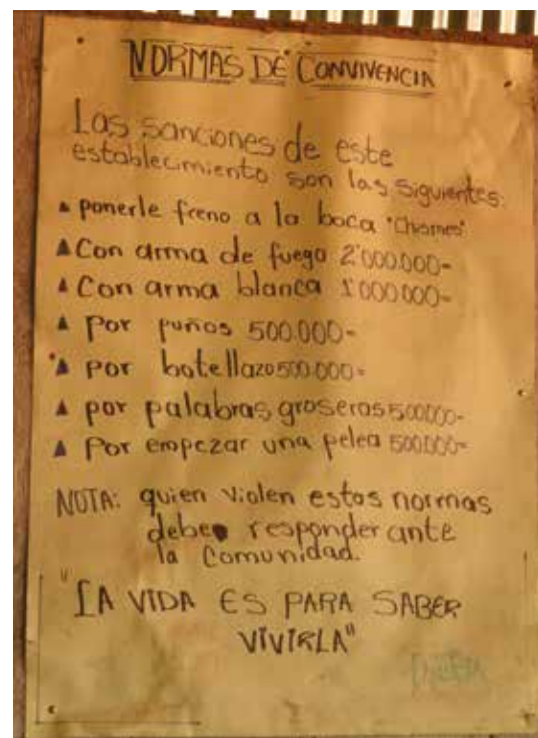 NORMAS DE CONVIVENCIA
Las sanciones de este
establecimiento son las siguientes:
ponerle freno a la boca "Chismes"
Con arma de fuego 2'000.000=
Con arma blanca 1'000.000=
Por puños 500.000=
Por botellazo 500.000=
por palabras groseras 500.000=
Por empezar una pelea 500.000=
NOTA: quien violen estas normas
debe responder ante
la Comunidad.
"LA VIDA ES PARA SABER
VIVIRLA"